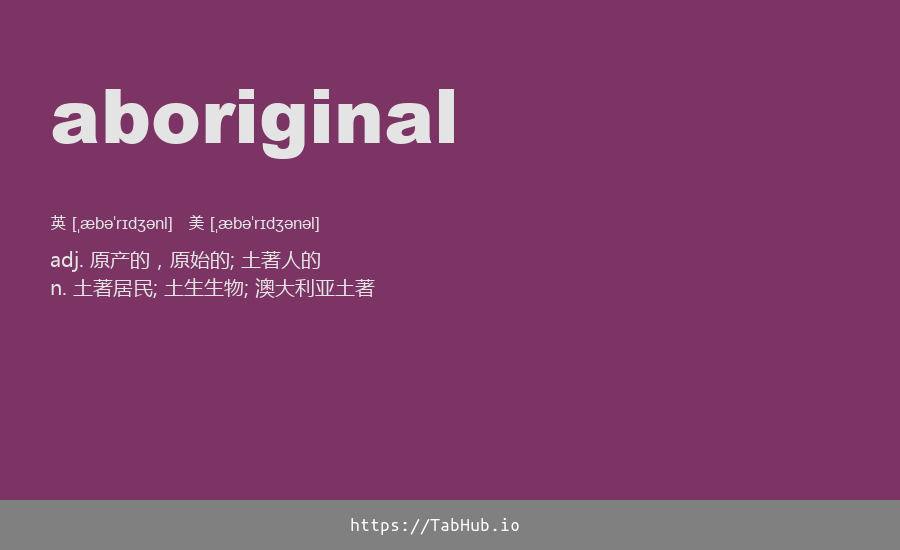 aboriginal
英 [ˌæbəˈrɪdʒənl] 美 [ˌæbəˈrɪdʒənəl]
adj. 原产的，原始的; 土著人的
n. 土著居民; 土生生物; 澳大利亚土著
https://TabHub.io